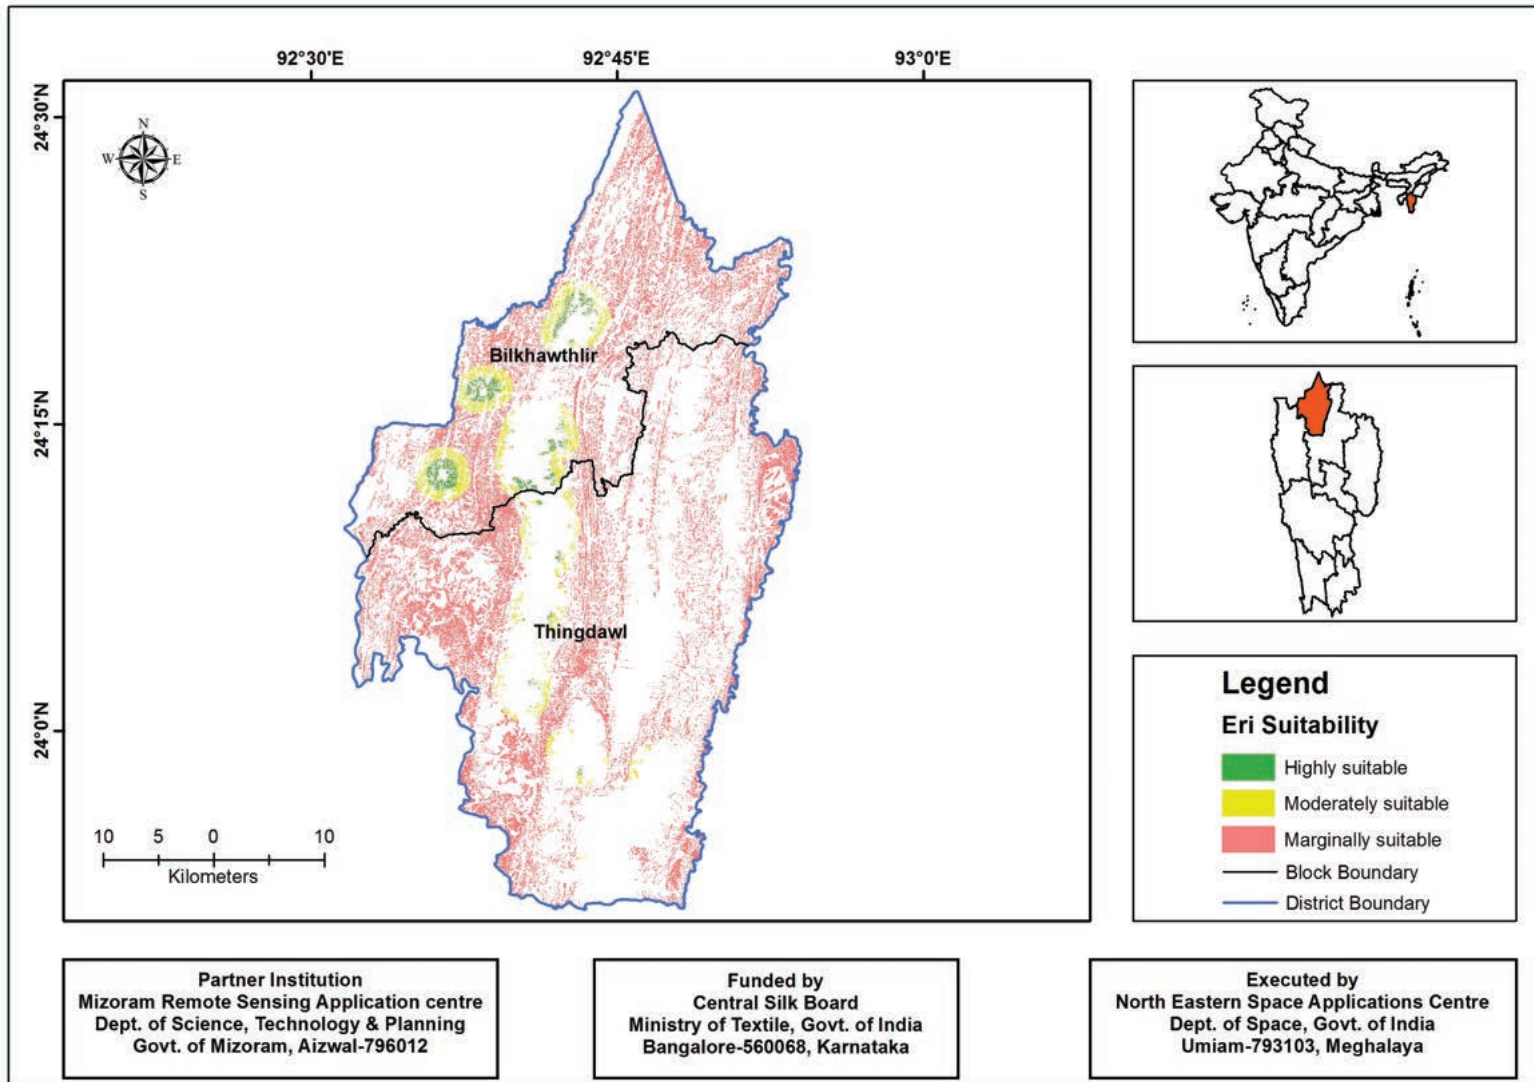 92°30'E
92°45'E
93°0'E
24°30'N
24°15'N
24°0'N
N
W
E
S
Bilkhawthlir
Thingdawl
10 5 0 10
Kilometers
Legend
Eri Suitability
Highly suitable
Moderately suitable
Marginally suitable
Block Boundary
District Boundary
Partner Institution
Mizoram Remote Sensing Application centre
Dept. of Science, Technology & Planning
Govt. of Mizoram, Aizwal-796012
Funded by
Central Silk Board
Ministry of Textile, Govt. of India
Bangalore-560068, Karnataka
Executed by
North Eastern Space Applications Centre
Dept. of Space, Govt. of India
Umiam-793103, Meghalaya